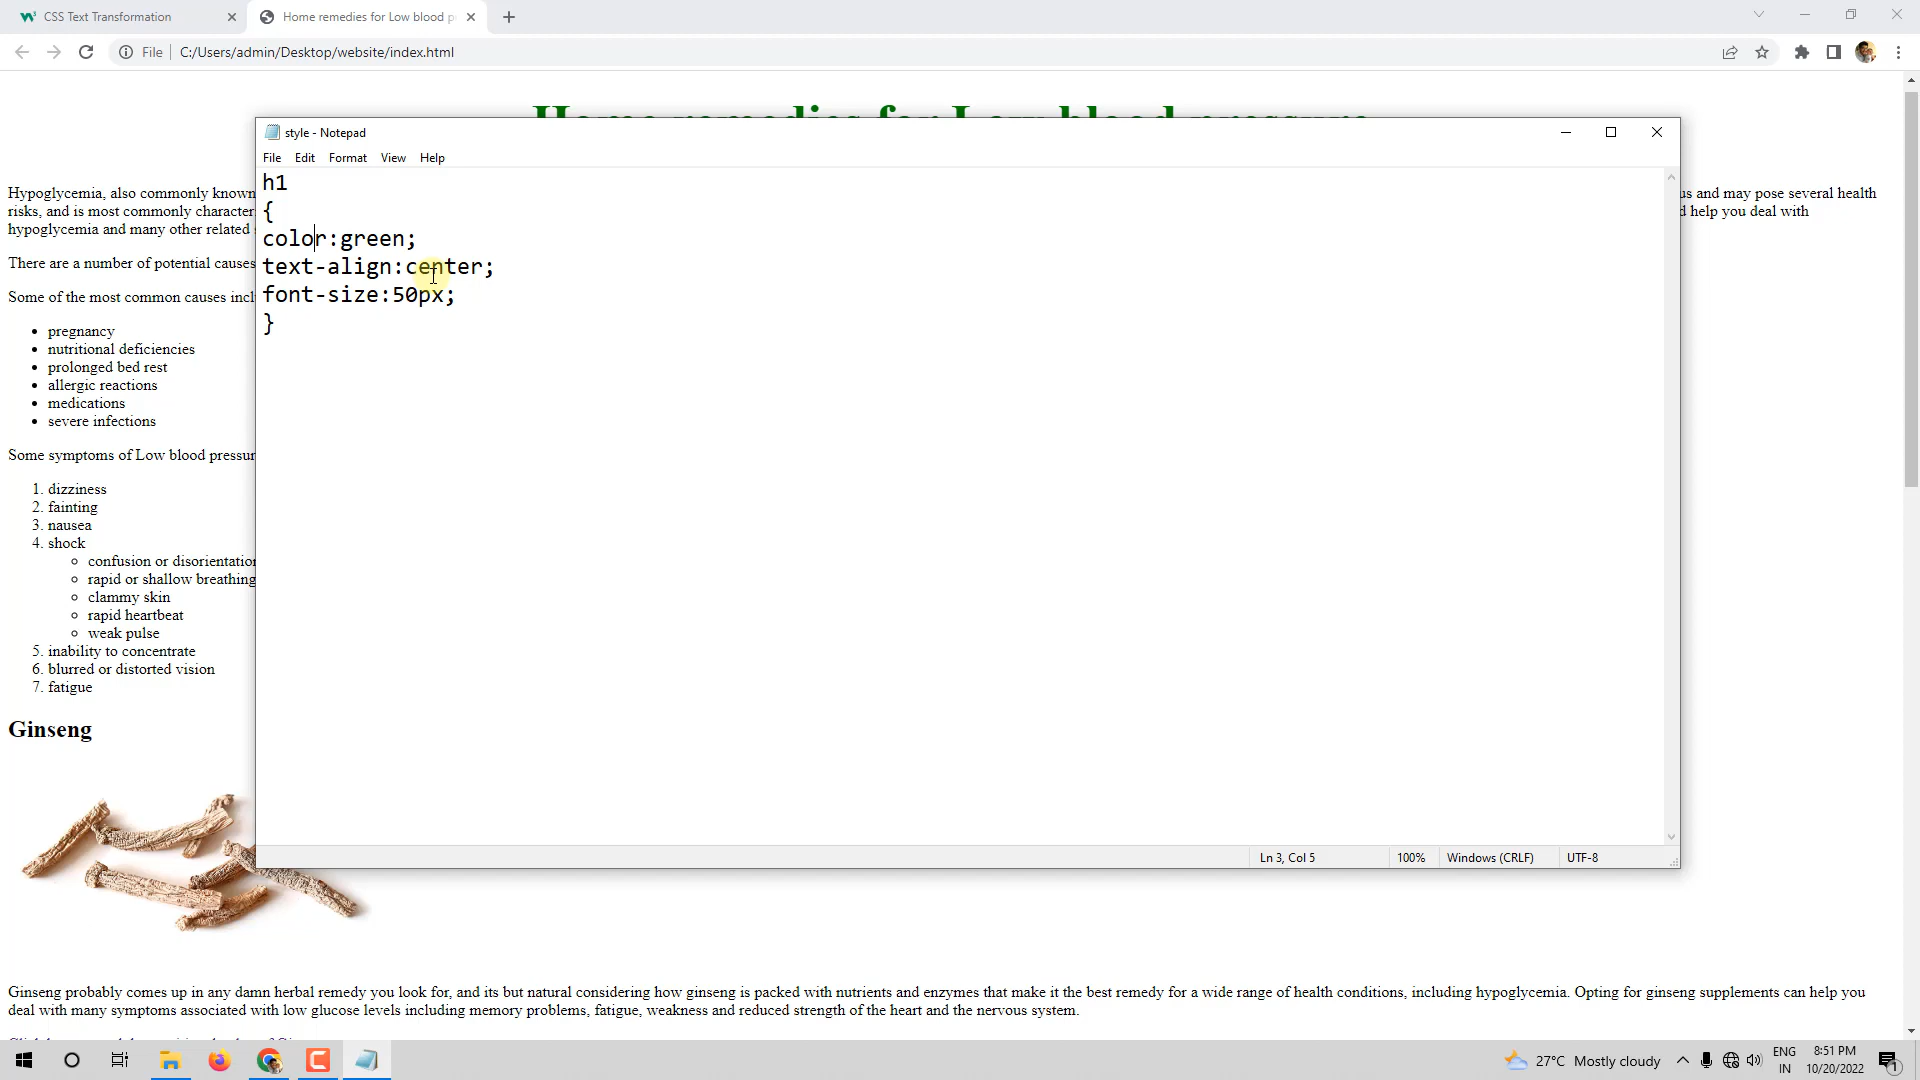 CSS Text Transformation
Home remedies for Low blood p
File
C:/Users/admin/Desktop/website/index.html
Home remedies for Low blood pressure
style - Notepad
File Edit Format View Help
h1
{
color:green;
text-align:center;
font-size:50px;
}
Ln 3, Col 5
100%
Windows (CRLF)
UTF-8
Hypoglycemia, also commonly known
us and may pose several health
risks, and is most commonly character
d help you deal with
hypoglycemia and many other related
There are a number of potential causes
Some of the most common causes incl
• pregnancy
• nutritional deficiencies
• prolonged bed rest
• allergic reactions
• medications
• severe infections
Some symptoms of Low blood pressur
1. dizziness
2. fainting
3. nausea
4. shock
confusion or disorientation
rapid or shallow breathing
clammy skin
rapid heartbeat
weak pulse
5. inability to concentrate
6. blurred or distorted vision
7. fatigue
Ginseng
Ginseng probably comes up in any damn herbal remedy you look for, and its but natural considering how ginseng is packed with nutrients and enzymes that make it the best remedy for a wide range of health conditions, including hypoglycemia. Opting for ginseng supplements can help you
deal with many symptoms associated with low glucose levels including memory problems, fatigue, weakness and reduced strength of the heart and the nervous system.
27°C Mostly cloudy
ENG
IN
8:51 PM
10/20/2022
1